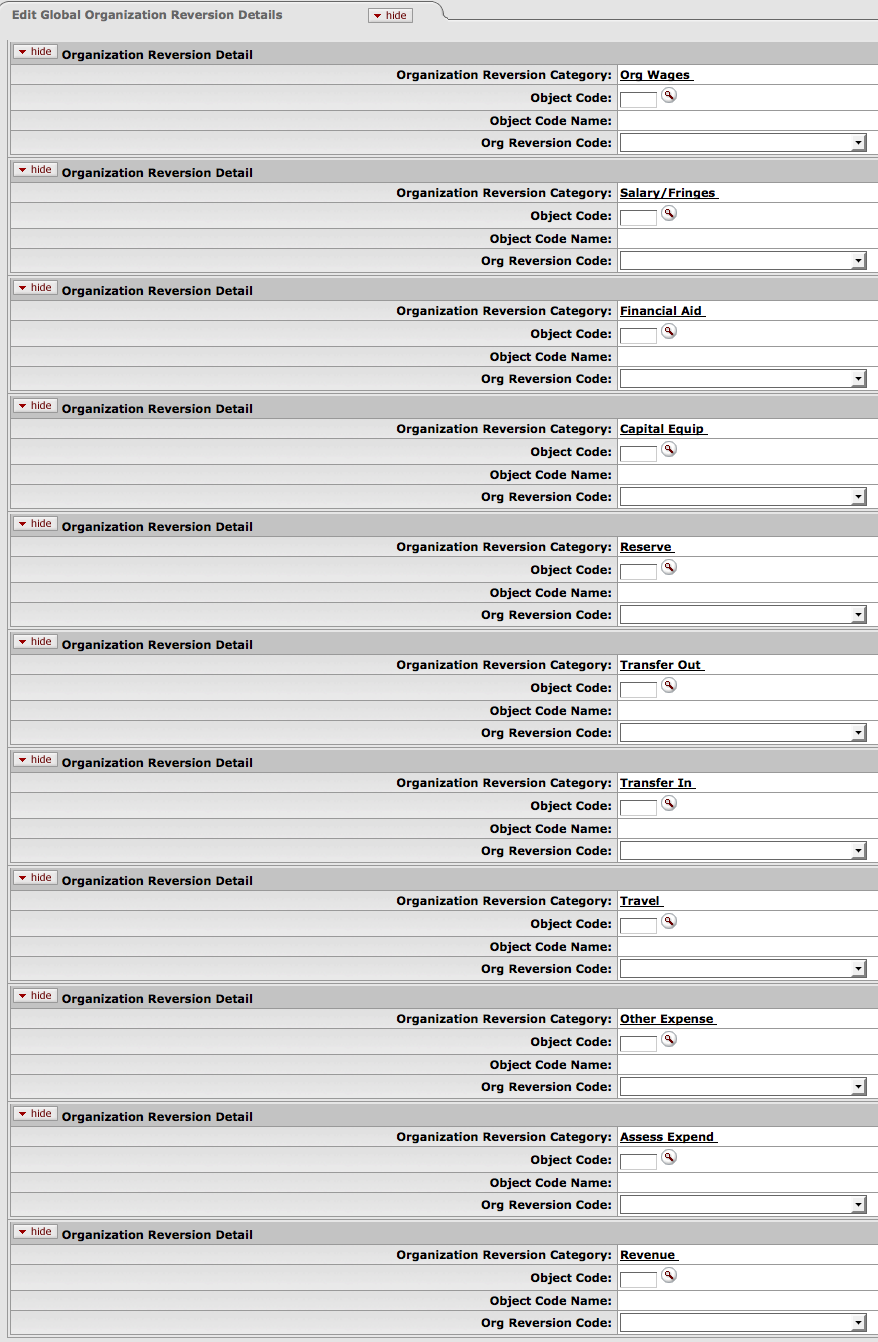 Edit Global Organization Reversion Details hide
hide Organization Reversion Detail
Organization Reversion Category: Org Wages
Object Code:
Object Code Name:
Org Reversion Code:
hide Organization Reversion Detail
Organization Reversion Category: Salary/Fringes
Object Code:
Object Code Name:
Org Reversion Code:
hide Organization Reversion Detail
Organization Reversion Category: Financial Aid
Object Code:
Object Code Name:
Org Reversion Code:
hide Organization Reversion Detail
Organization Reversion Category: Capital Equip
Object Code:
Object Code Name:
Org Reversion Code:
hide Organization Reversion Detail
Organization Reversion Category: Reserve
Object Code:
Object Code Name:
Org Reversion Code:
hide Organization Reversion Detail
Organization Reversion Category: Transfer Out
Object Code:
Object Code Name:
Org Reversion Code:
hide Organization Reversion Detail
Organization Reversion Category: Transfer In
Object Code:
Object Code Name:
Org Reversion Code:
hide Organization Reversion Detail
Organization Reversion Category: Travel
Object Code:
Object Code Name:
Org Reversion Code:
hide Organization Reversion Detail
Organization Reversion Category: Other Expense
Object Code:
Object Code Name:
Org Reversion Code:
hide Organization Reversion Detail
Organization Reversion Category: Assess Expend
Object Code:
Object Code Name:
Org Reversion Code:
hide Organization Reversion Detail
Organization Reversion Category: Revenue
Object Code:
Object Code Name:
Org Reversion Code: